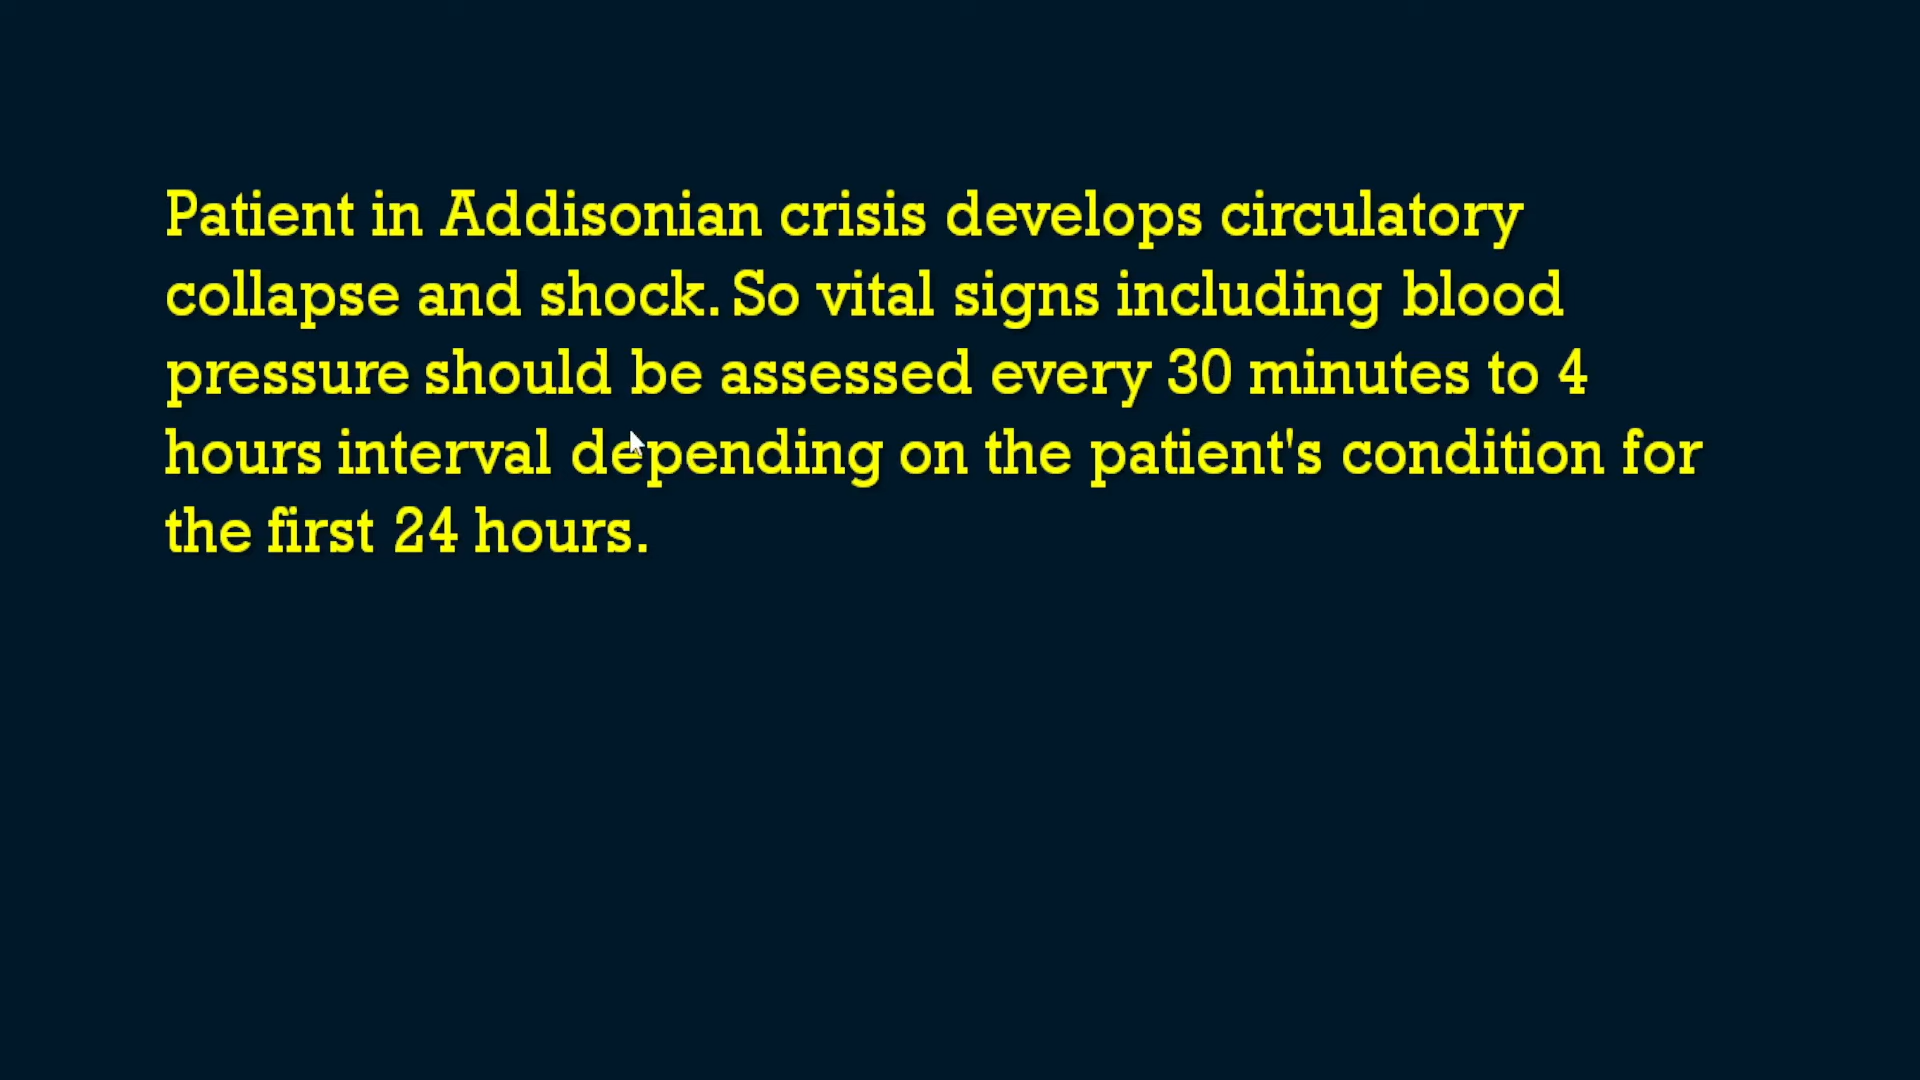 Patient in Addisonian crisis develops circulatory
collapse and shock. So vital signs including blood
pressure should be assessed every 30 minutes to 4
hours interval depending on the patient's condition for
the first 24 hours.